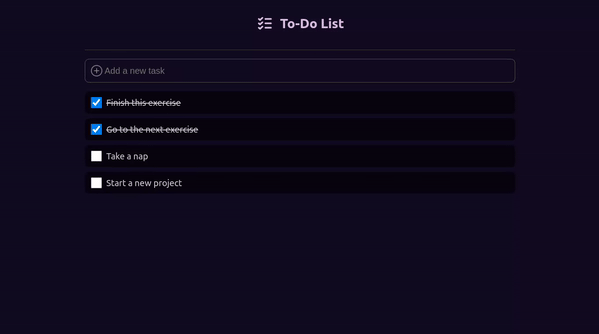 To-Do List
Add a new task
Finish this exercise
Go to the next exercise
Take a nap
Start a new project